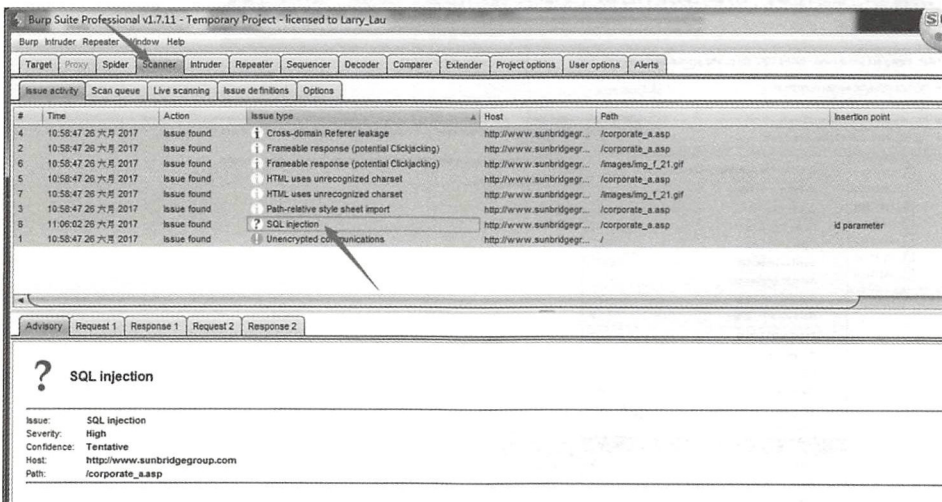 Burp Suite Professional v1.7.11 - Temporary Project - licensed to Larry_Lau
Burp Intruder Repeater Window Help
Target Proxy Spider Scanner Intruder Repeater Sequencer Decoder Comparer Extender Project options User options Alerts
Issue activity Scan queue Live scanning Issue definitions Options
# Time Action Issue type Host Path Insertion point
4 10:58:47 26 六月 2017 Issue found Cross-domain Referer leakage http://www.sunbridgegr... /corporate_a.asp
2 10:58:47 26 六月 2017 Issue found Frameable response (potential Clickjacking) http://www.sunbridgegr... /corporate_a.asp
6 10:58:47 26 六月 2017 Issue found Frameable response (potential Clickjacking) http://www.sunbridgegr... /images/img_f_21.gif
5 10:58:47 26 六月 2017 Issue found HTML uses unrecognized charset http://www.sunbridgegr... /corporate_a.asp
7 10:58:47 26 六月 2017 Issue found HTML uses unrecognized charset http://www.sunbridgegr... /images/img_f_21.gif
3 10:58:47 26 六月 2017 Issue found Path-relative style sheet import http://www.sunbridgegr... /corporate_a.asp
8 11:06:02 26 六月 2017 Issue found ? SQL injection http://www.sunbridgegr... /corporate_a.asp id parameter
1 10:58:47 26 六月 2017 Issue found Unencrypted communications http://www.sunbridgegr... /
Advisory Request 1 Response 1 Request 2 Response 2
? SQL injection
Issue: SQL injection
Severity: High
Confidence: Tentative
Host: http://www.sunbridgegroup.com
Path: /corporate_a.asp